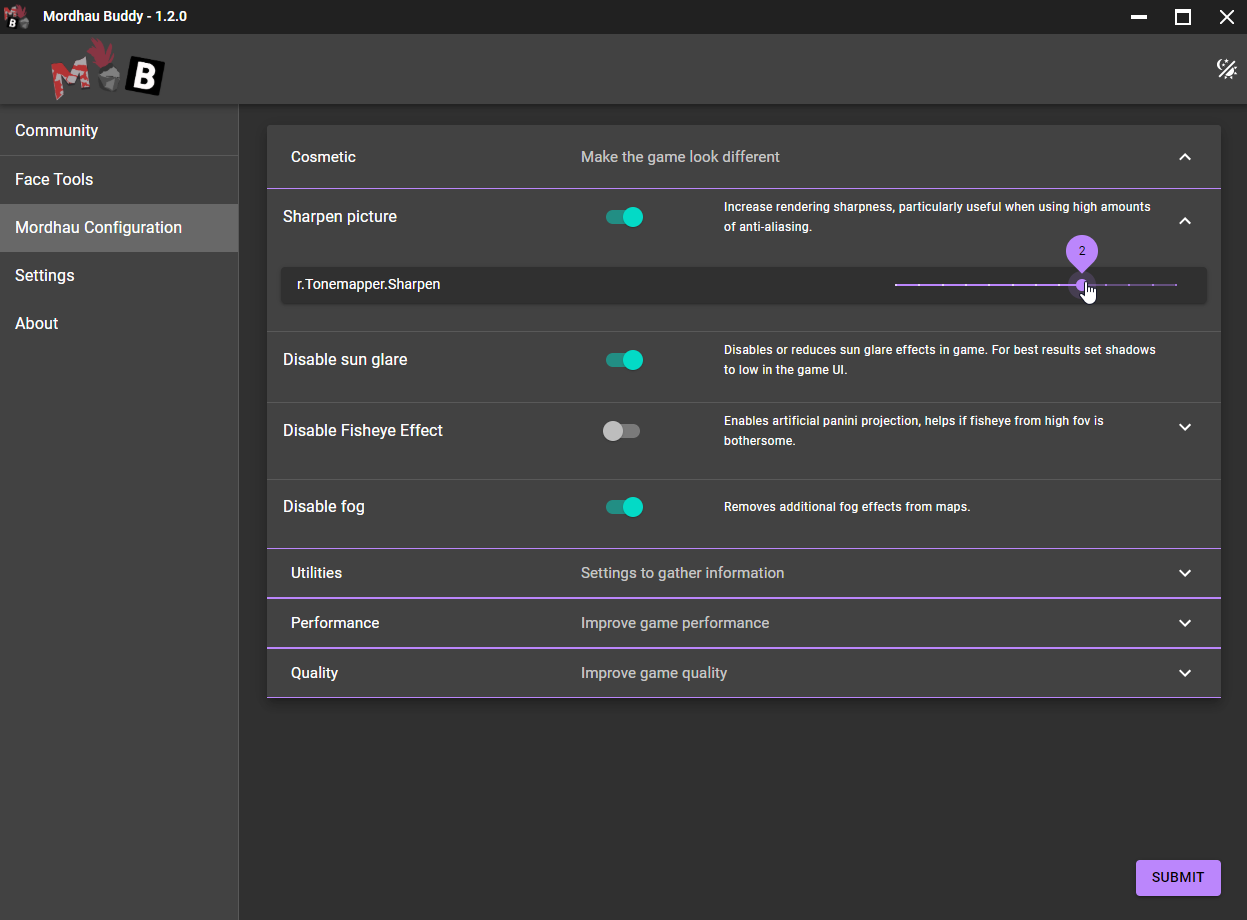 Mordhau Buddy - 1.2.0
M B
Community
Face Tools
Mordhau Configuration
Settings
About
Cosmetic Make the game look different
Sharpen picture
Increase rendering sharpness, particularly useful when using high amounts
of anti-aliasing.
2
r.Tonemapper.Sharpen
Disable sun glare
Disables or reduces sun glare effects in game. For best results set shadows
to low in the game UI.
Disable Fisheye Effect
Enables artificial panini projection, helps if fisheye from high fov is
bothersome.
Disable fog
Removes additional fog effects from maps.
Utilities Settings to gather information
Performance Improve game performance
Quality Improve game quality
SUBMIT